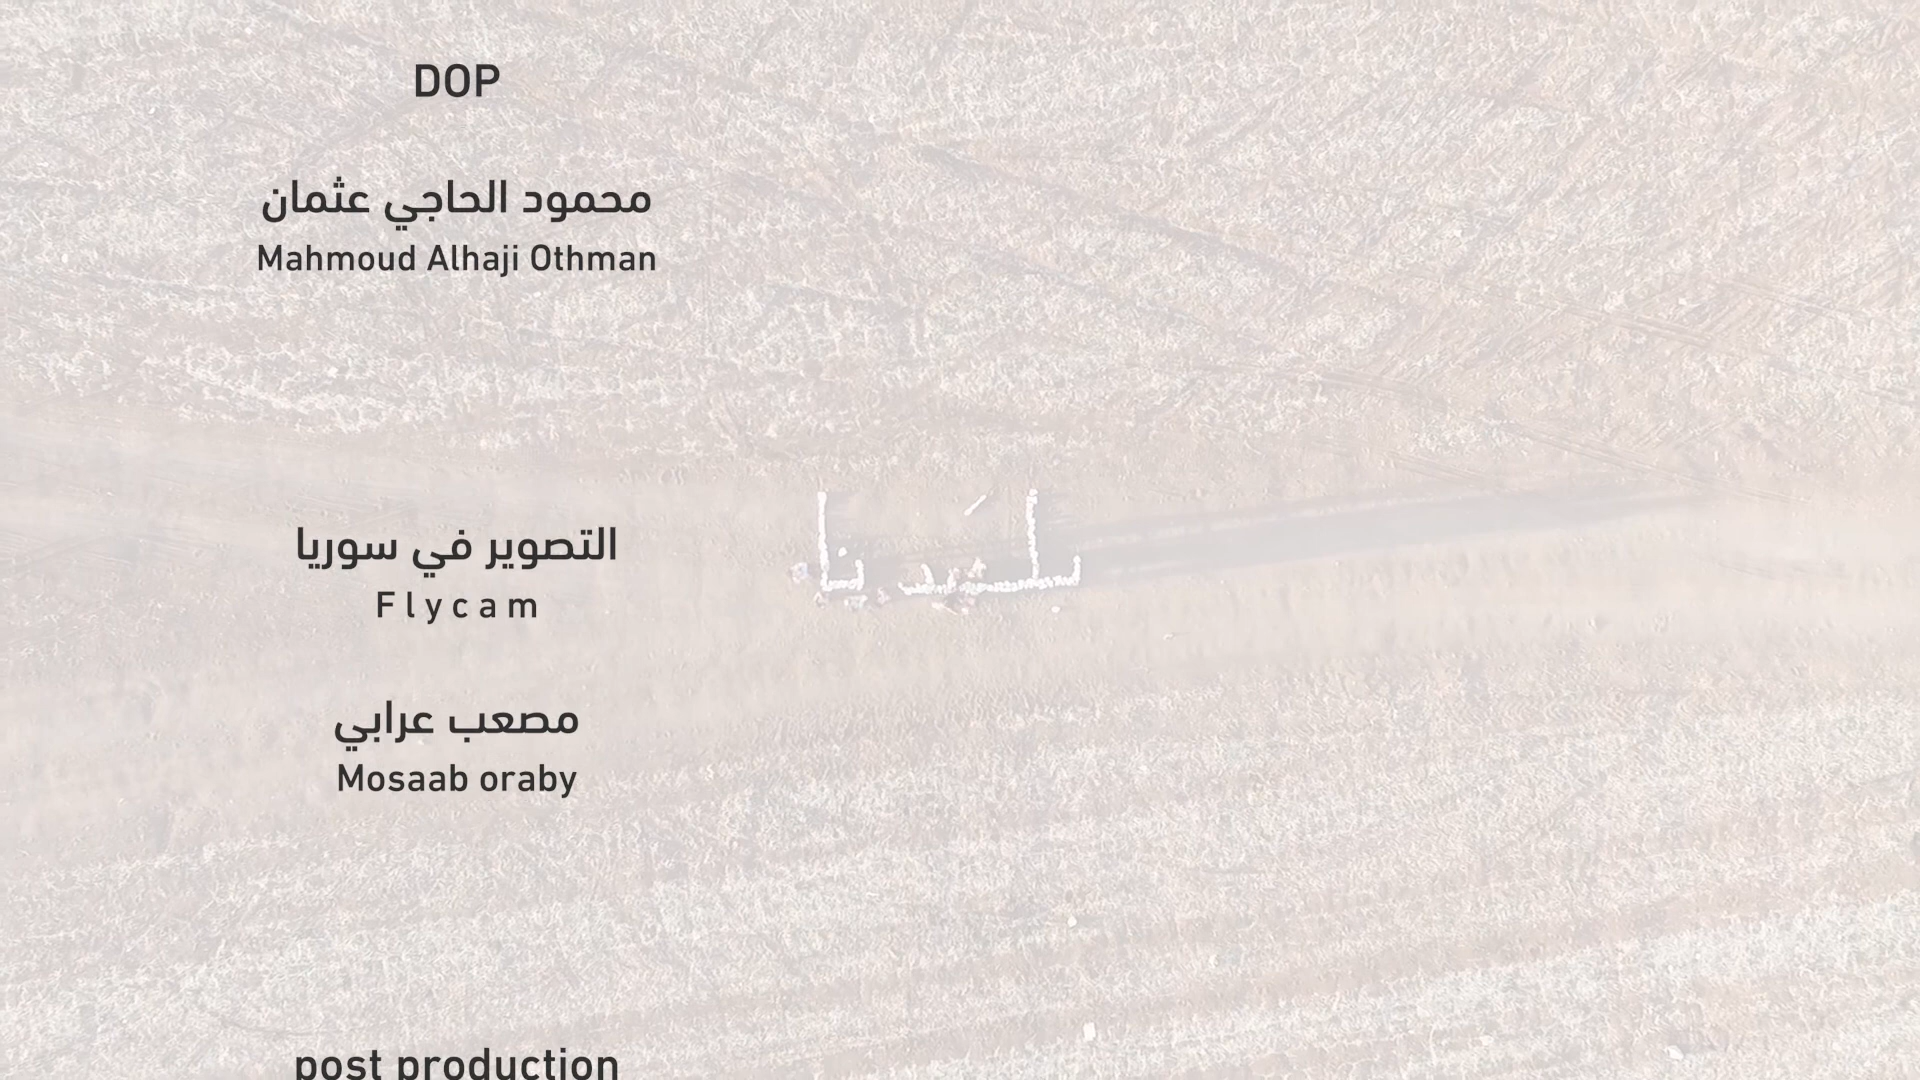 DOP
محمود الحاجي عثمان
Mahmoud Alhaji Othman
التصوير في سوريا
Flycam
مصعب عرابي
Mosaab oraby
post production